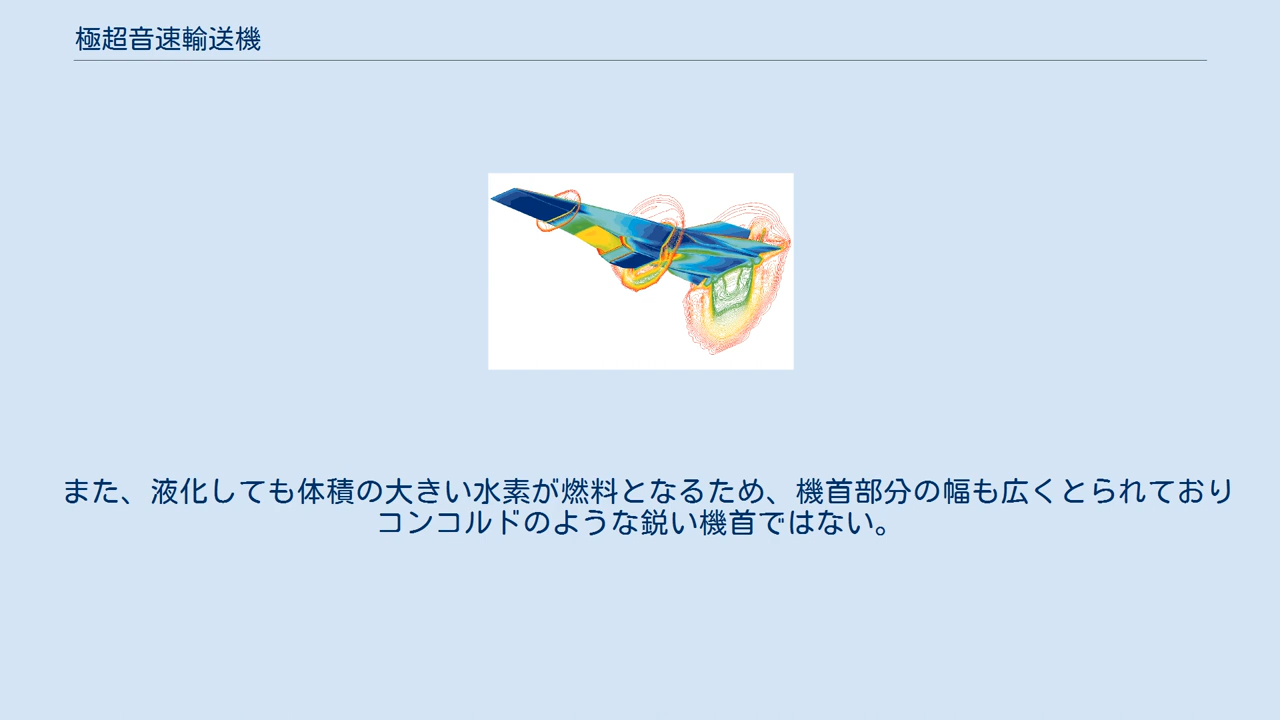 極超音速輸送機
また、液化しても体積の大きい水素が燃料となるため、機首部分の幅も広くとられており
コンコルドのような鋭い機首ではない。